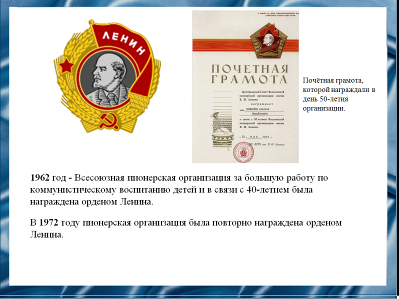 ЛЕНИН
ПОЧЕТНАЯ
ГРАМОТА
Почётная грамота,
которой награждали в
день 50-летия
организации.
1962 год - Всесоюзная пионерская организация за большую работу по
коммунистическому воспитанию детей и в связи с 40-летием была
награждена орденом Ленина.
В 1972 году пионерская организация была повторно награждена орденом
Ленина.